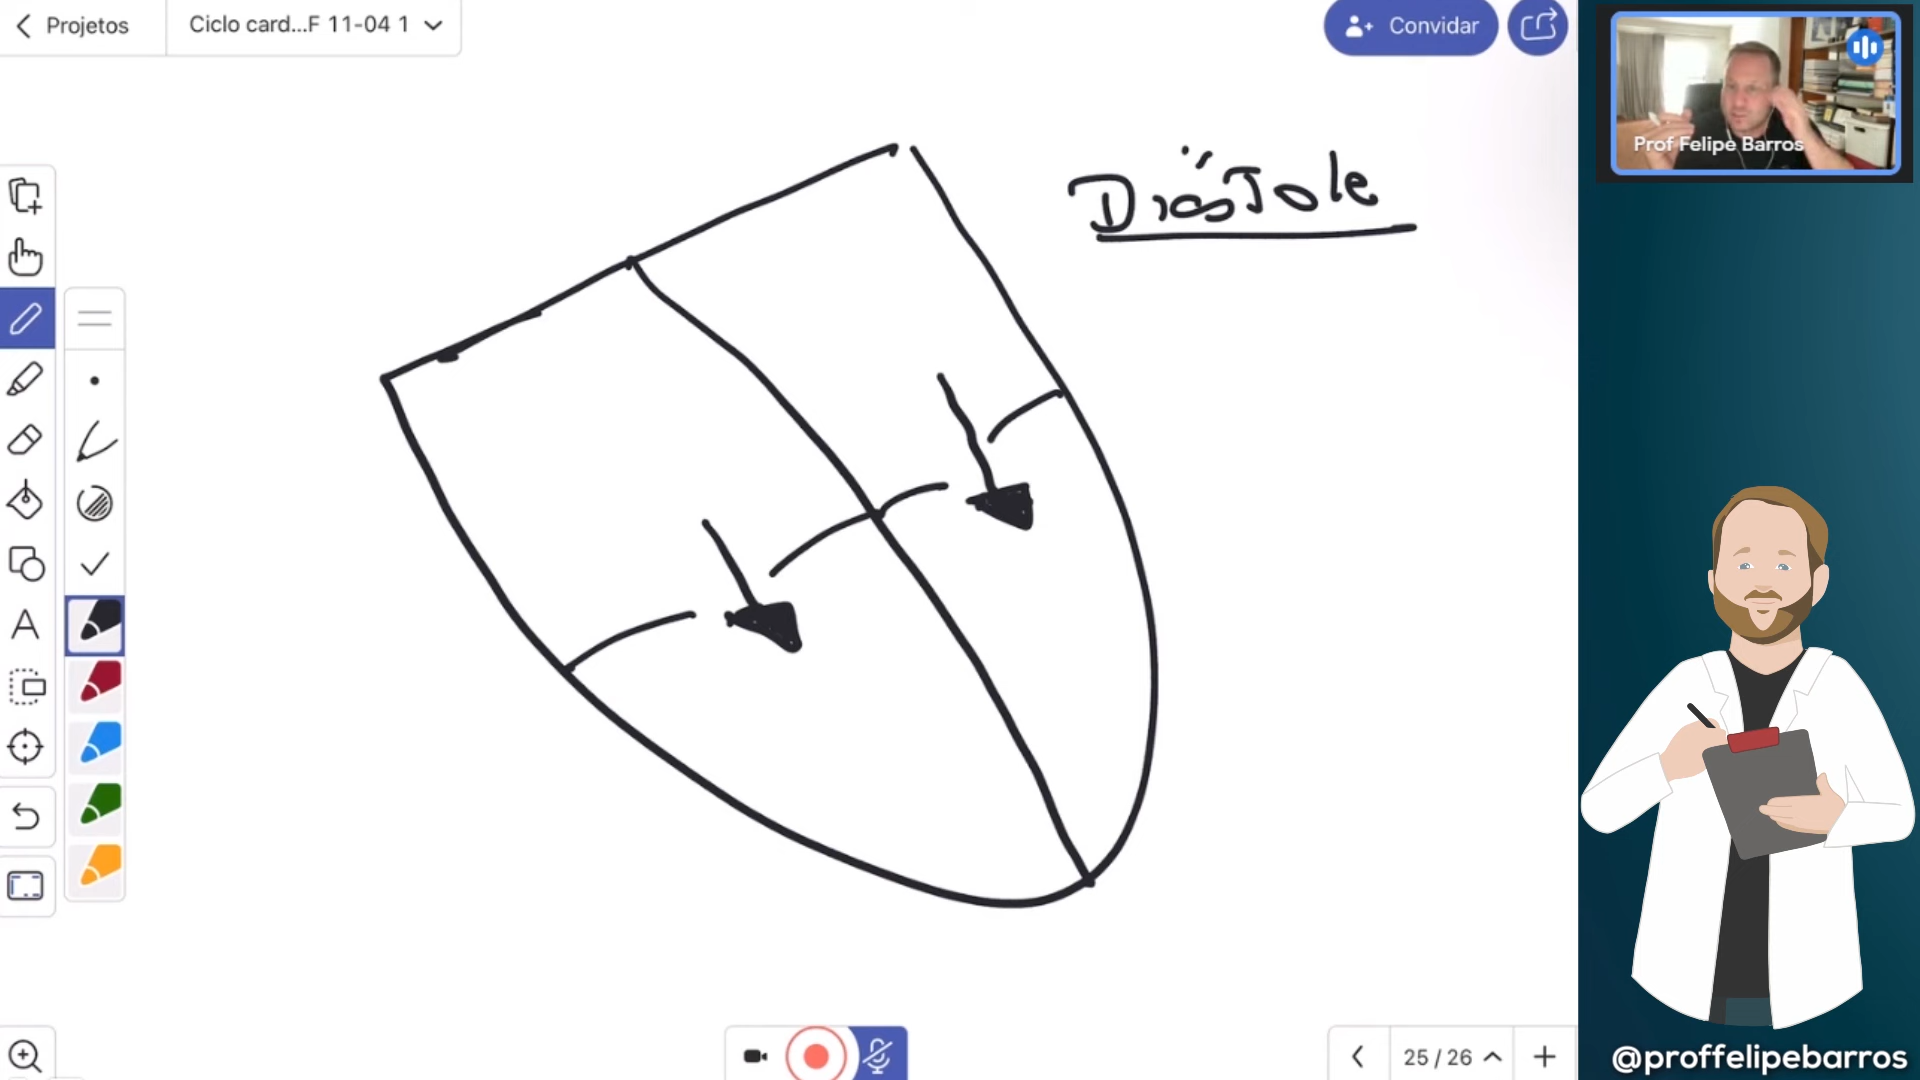 Projetos
Ciclo card...F 11-04 1
Convidar
Prof Felipe Barros
Diástole
A
25 / 26
@proffelipebarros